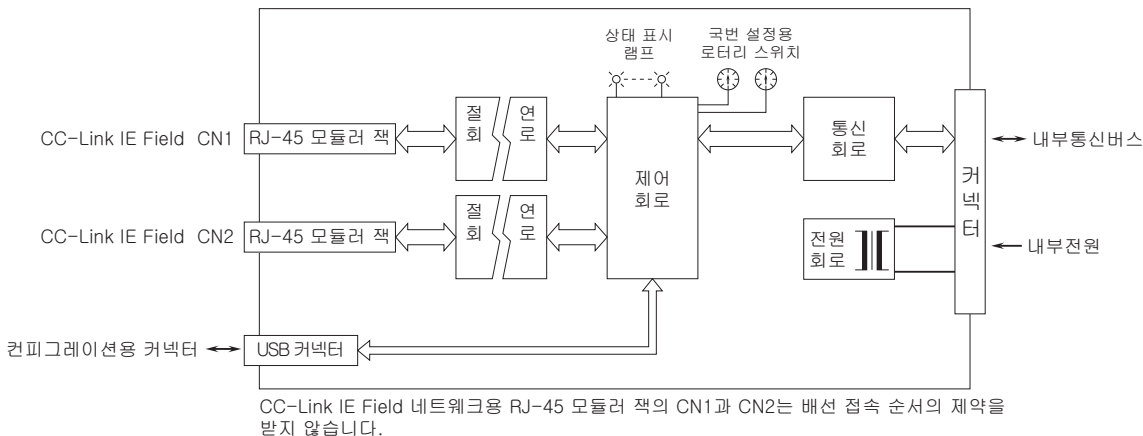 상태 표시
램프
국번 설정용
로터리 스위치
CC-Link IE Field CN1
RJ-45 모듈러 잭
절 연
회 로
제어
회로
통신
회로
커넥터
내부통신버스
CC-Link IE Field CN2
RJ-45 모듈러 잭
절 연
회 로
전원
회로
내부전원
컨피그레이션용 커넥터
USB 커넥터
CC-Link IE Field 네트워크용 RJ-45 모듈러 잭의 CN1과 CN2는 배선 접속 순서의 제약을
받지 않습니다.